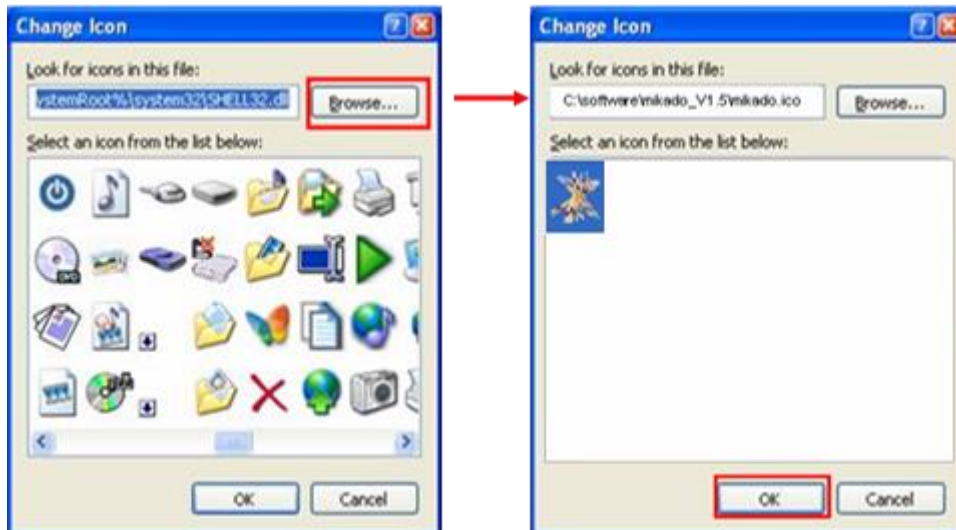 Change Icon
Look for icons in this file:
ystemRoot%\system32\SHELL32.dll
Browse...
Select an icon from the list below:
OK
Cancel
Change Icon
Look for icons in this file:
C:\software\mikado_V1.5\mikado.ico
Browse...
Select an icon from the list below:
OK
Cancel